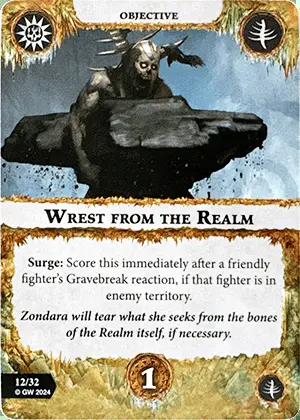 OBJECTIVE
WREST FROM THE REALM
Surge: Score this immediately after a friendly
fighter's Gravebreak reaction, if that fighter is in
enemy territory.
Zondara will tear what she seeks from the bones
of the Realm itself, if necessary.
12/32
© GW 2024
1